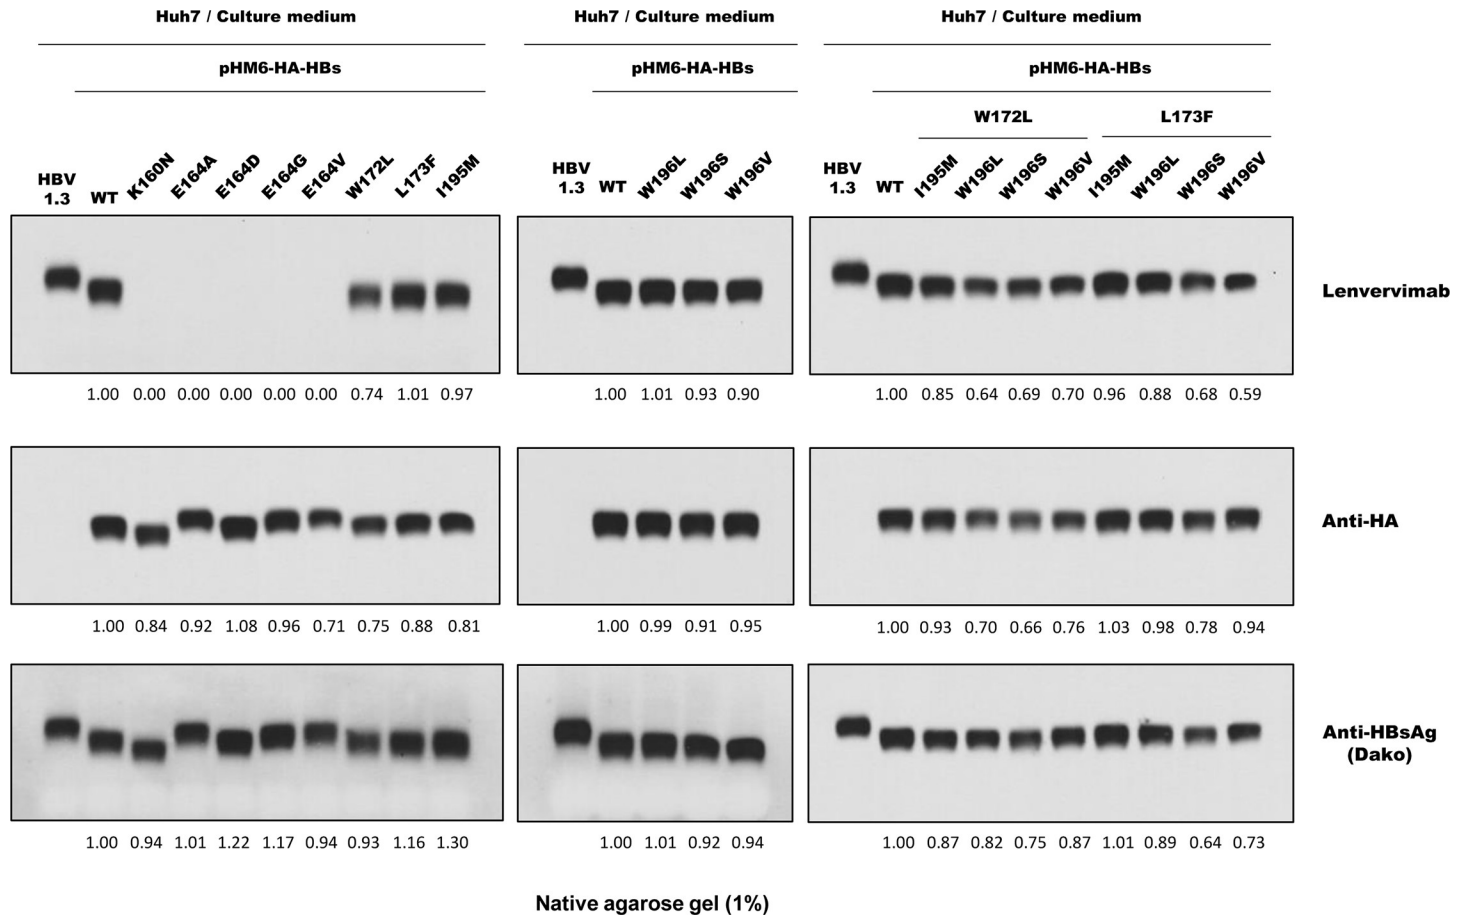 Huh7 / Culture medium
Huh7 / Culture medium
Huh7 / Culture medium
pHM6-HA-HBs
pHM6-HA-HBs
pHM6-HA-HBs
W172L
L173F
HBV 1.3 WT K160N E164A E164D E164G E164V W172L L173F I195M
HBV 1.3 WT W196L W196S W196V
HBV 1.3 WT I195M W196L W196S W196V I195M W196L W196S W196V
Lenvervimab
1.00 0.00 0.00 0.00 0.00 0.00 0.74 1.01 0.97
1.00 1.01 0.93 0.90
1.00 0.85 0.64 0.69 0.70 0.96 0.88 0.68 0.59
Anti-HA
1.00 0.84 0.92 1.08 0.96 0.71 0.75 0.88 0.81
1.00 0.99 0.91 0.95
1.00 0.93 0.70 0.66 0.76 1.03 0.98 0.78 0.94
Anti-HBsAg
(Dako)
1.00 0.94 1.01 1.22 1.17 0.94 0.93 1.16 1.30
1.00 1.01 0.92 0.94
1.00 0.87 0.82 0.75 0.87 1.01 0.89 0.64 0.73
Native agarose gel (1%)